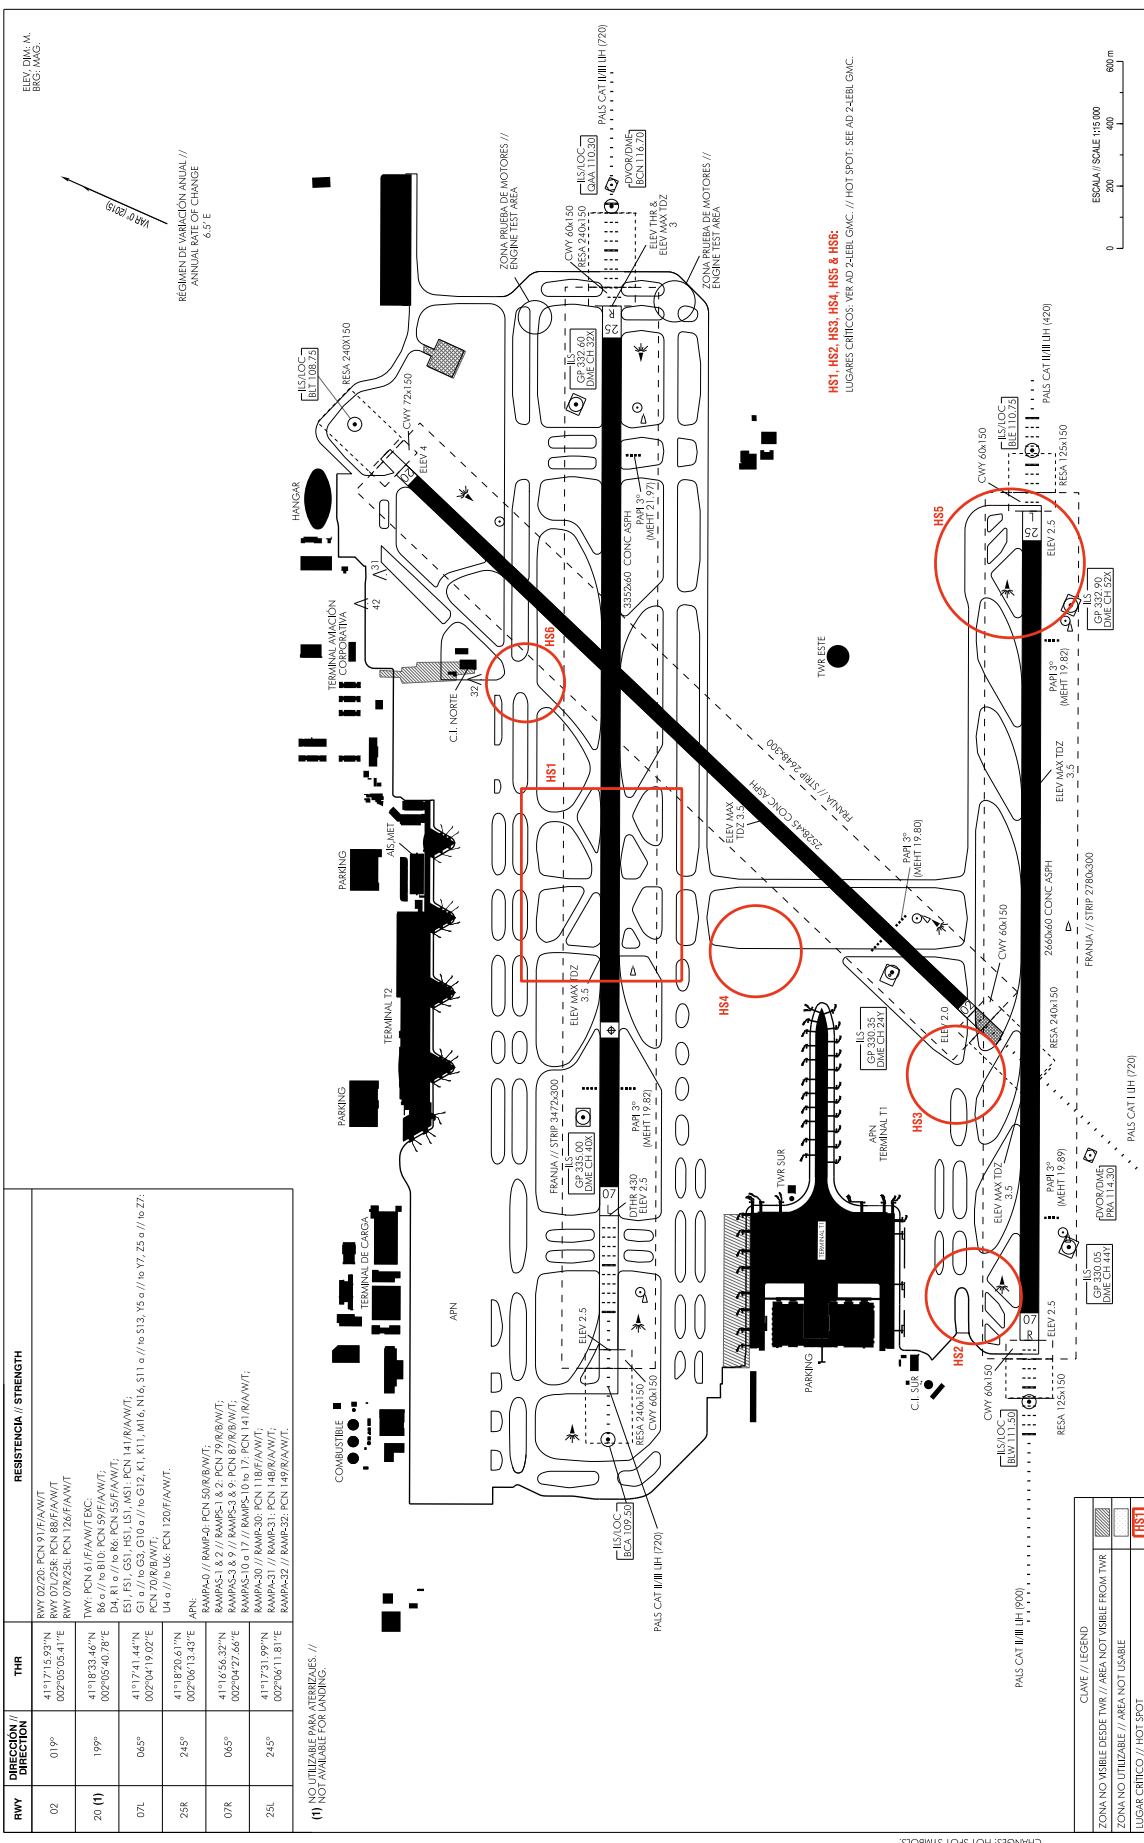 ELEV, DIM: M.
BRG: MAG.
VAR 0° (2015)
RÉGIMEN DE VARIACIÓN ANUAL //
ANNUAL RATE OF CHANGE
6.5' E
RWY
DIRECCIÓN //
DIRECTION
THR
RESISTENCIA // STRENGTH
02
019°
41°17'15.93''N
002°05'05.41''E
20 (1)
199°
41°18'33.46''N
002°05'40.78''E
07L
065°
41°17'41.44''N
002°04'19.02''E
25R
245°
41°18'20.61''N
002°06'13.43''E
07R
065°
41°16'56.32''N
002°04'27.66''E
25L
245°
41°17'31.99''N
002°06'11.81''E
RWY 02/20: PCN 91/F/A/W/T
RWY 07L/25R: PCN 88/F/A/W/T
RWY 07R/25L: PCN 126/F/A/W/T
TWY: PCN 61/F/A/W/T EXC:
B6 a // to B10: PCN 59/F/A/W/T;
D4, R1 a // to R6: PCN 55/F/A/W/T;
ES1, FS1, GS1, HS1, LS1, MS1: PCN 141/R/A/W/T;
G1 a // to G3, G10 a // to G12, K1, K11, M16, N16, S11 a // to S13, Y5 a // to Y7, Z5 a // to Z7:
PCN 70/R/B/W/T;
U4 a // to U6: PCN 120/F/A/W/T.
APN:
RAMPA-0 // RAMP-0: PCN 50/R/B/W/T;
RAMPAS-1 & 2 // RAMPS-1 & 2: PCN 79/R/B/W/T;
RAMPAS-3 & 9 // RAMPS-3 & 9: PCN 87/R/B/W/T;
RAMPAS-10 a 17 // RAMPS-10 to 17: PCN 141/R/A/W/T;
RAMPA-30 // RAMP-30: PCN 118/F/A/W/T;
RAMPA-31 // RAMP-31: PCN 148/R/A/W/T;
RAMPA-32 // RAMP-32: PCN 149/R/A/W/T.
(1) NO UTILIZABLE PARA ATERRIZAJES. //
NOT AVAILABLE FOR LANDING.
COMBUSTIBLE
TERMINAL DE CARGA
APN
PARKING
TERMINAL T2
PARKING
AIS,MET
TERMINAL AVIACIÓN
CORPORATIVA
C.I. NORTE
32
42
31
HANGAR
ILS/LOC
BLT 108.75
RESA 240X150
CWY 72x150
ELEV 4
20
ZONA PRUEBA DE MOTORES //
ENGINE TEST AREA
ILS/LOC
QAA 110.30
PALS CAT II/III LIH (720)
DVOR/DME
BCN 116.70
CWY 60x150
RESA 240x150
ELEV THR &
ELEV MAX TDZ
3
ZONA PRUEBA DE MOTORES //
ENGINE TEST AREA
25
R
ILS
GP 332.60
DME CH 32X
PAPI 3°
(MEHT 21.97)
3352x60 CONC ASPH
HS6
HS1
ELEV MAX TDZ
3.5
FRANJA // STRIP 3472x300
ILS
GP 335.00
DME CH 40X
PAPI 3°
(MEHT 19.82)
07
L
DTHR 430
ELEV 2.5
ELEV 2.5
RESA 240x150
CWY 60x150
ILS/LOC
BCA 109.50
PALS CAT II/III LIH (720)
FRANJA // STRIP 2648x300
2528x45 CONC ASPH
ELEV MAX
TDZ 3.5
PAPI 3°
(MEHT 19.80)
TWR ESTE
HS4
ILS
GP 330.35
DME CH 24Y
ELEV 2.0
02
CWY 60x150
RESA 240x150
PALS CAT I LIH (720)
HS3
APN
TERMINAL T1
TWR SUR
TERMINAL T1
PARKING
C.I. SUR
HS2
HS5
HS1, HS2, HS3, HS4, HS5 & HS6:
LUGARES CRÍTICOS: VER AD 2-LEBL GMC. // HOT SPOT: SEE AD 2-LEBL GMC.
ESCALA // SCALE 1:15 000
0
200
400
600 m
PALS CAT II/III LIH (420)
ILS/LOC
BLE 110.75
CWY 60x150
RESA 125x150
25
L
ELEV 2.5
ILS
GP 332.90
DME CH 52X
PAPI 3°
(MEHT 19.82)
ELEV MAX TDZ
3.5
2660x60 CONC ASPH
FRANJA // STRIP 2780x300
ELEV MAX TDZ
3.5
PAPI 3°
(MEHT 19.89)
DVOR/DME
PRA 114.30
ILS
GP 330.05
DME CH 44Y
07
R
ELEV 2.5
CWY 60x150
RESA 125x150
ILS/LOC
BLW 111.50
PALS CAT II/III LIH (900)
CLAVE // LEGEND
ZONA NO VISIBLE DESDE TWR // AREA NOT VISIBLE FROM TWR
ZONA NO UTILIZABLE // AREA NOT USABLE
LUGAR CRÍTICO // HOT SPOT
HS1
CHANGES: HOT SPOT SYMBOLS.